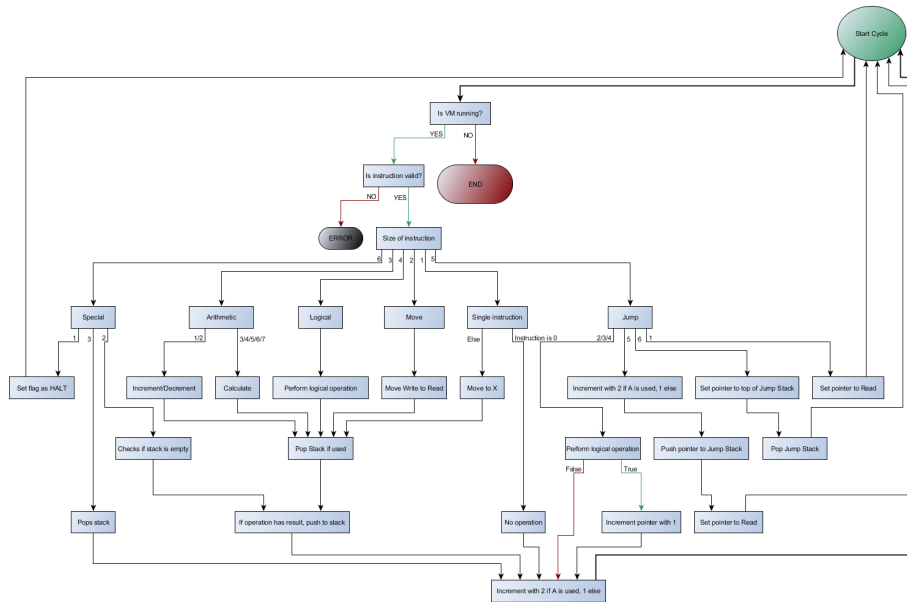 Start Cycle
Is VM running?
YES
NO
Is instruction valid?
END
NO
YES
ERROR
Size of instruction
6
3
4
2
1
5
Special
Arithmetic
Logical
Move
Single instruction
Jump
1
3
2
1/2
3/4/5/6/7
Else
Instruction is 0
2/3/4
5
6
1
Set flag as HALT
Increment/Decrement
Calculate
Perform logical operation
Move Write to Read
Move to X
Increment with 2 if A is used, 1 else
Set pointer to top of Jump Stack
Set pointer to Read
Checks if stack is empty
Pop Stack if used
Perform logical operation
Push pointer to Jump Stack
Pop Jump Stack
False
True
Pops stack
If operation has result, push to stack
No operation
Increment pointer with 1
Set pointer to Read
Increment with 2 if A is used, 1 else